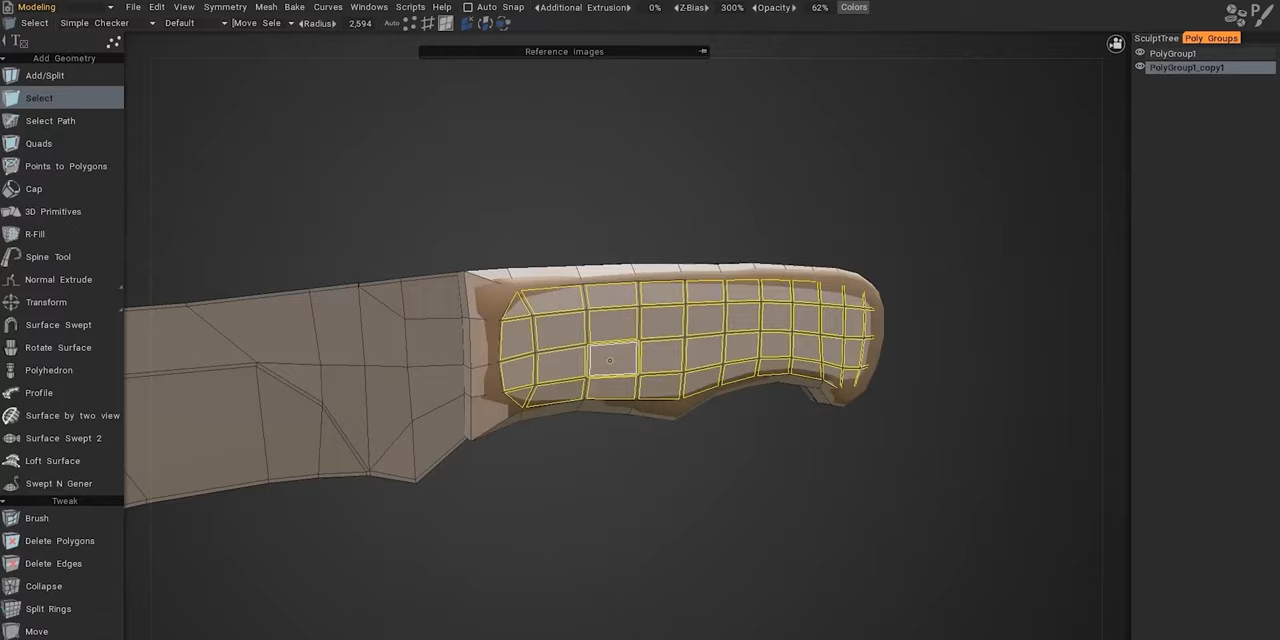 Modeling File Edit View Symmetry Mesh Bake Curves Windows Scripts Help Auto Snap Additional Extrusion 0% Z-Bias 300% Opacity 62% Colors
Select Simple Checker Default Move Sele Radius 2,594 Auto
Reference Images
SculptTree Poly Groups
PolyGroup1
PolyGroup1_copy1
Add Geometry
Add/Split
Select
Select Path
Quads
Points to Polygons
Cap
3D Primitives
R-Fill
Spine Tool
Normal Extrude
Transform
Surface Swept
Rotate Surface
Polyhedron
Profile
Surface by two view
Surface Swept 2
Loft Surface
Swept N Gener
Tweak
Brush
Delete Polygons
Delete Edges
Collapse
Split Rings
Move